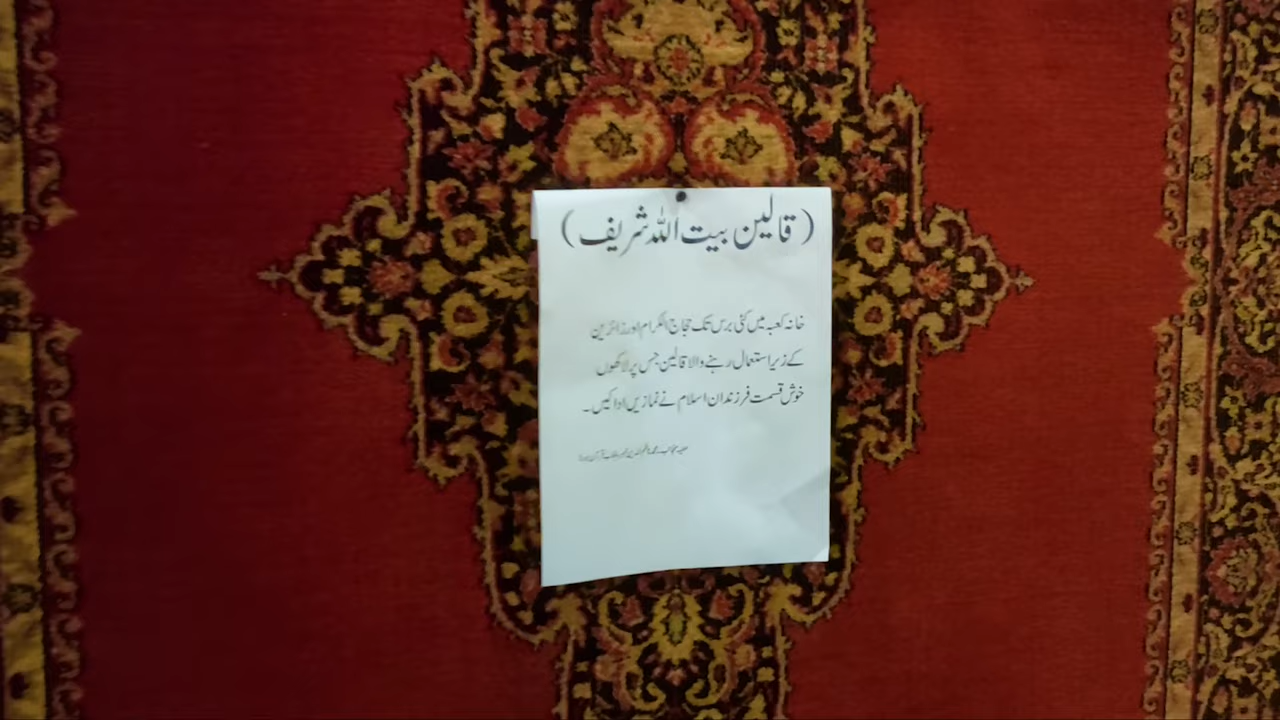 (قالین بیت اللہ شریف)
خانہ کعبہ میں کئی برس تک حجاج الکرام اور زائرین
کے زیر استعمال رہنے والا قالین جس پر لاکھوں
خوش قسمت فرزندان اسلام نے نمازیں ادا کیں۔